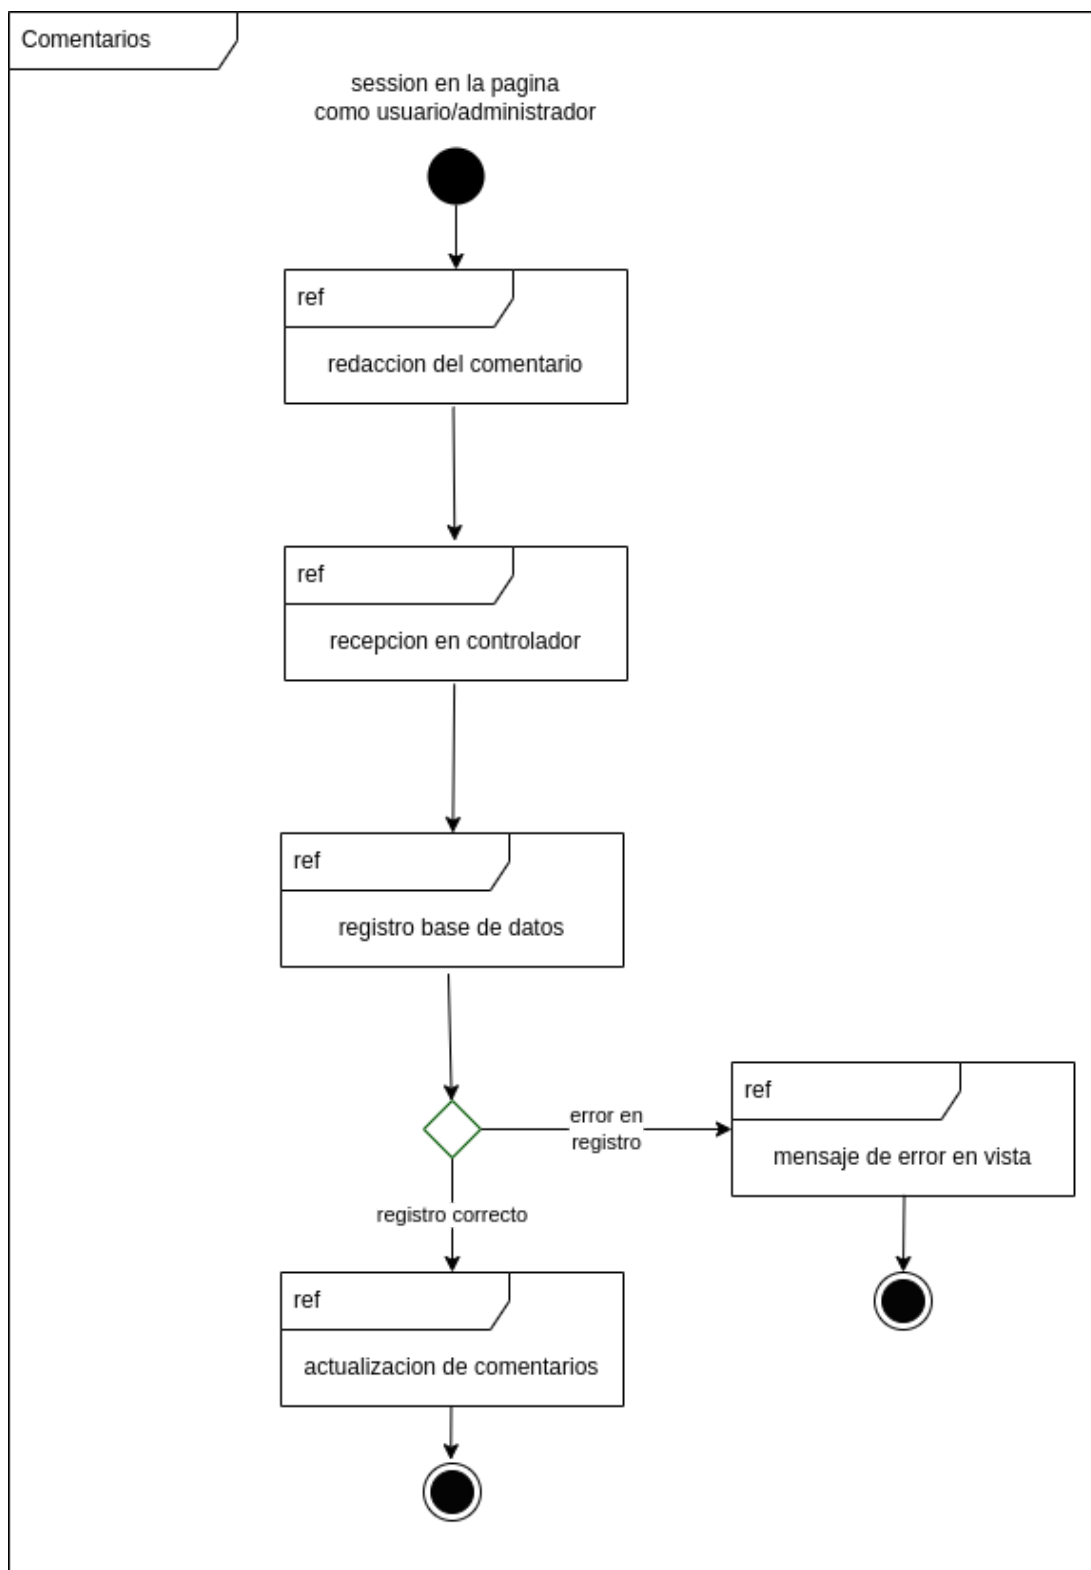 Comentarios
session en la pagina
como usuario/administrador
ref
redaccion del comentario
ref
recepcion en controlador
ref
registro base de datos
error en
registro
ref
mensaje de error en vista
registro correcto
ref
actualizacion de comentarios